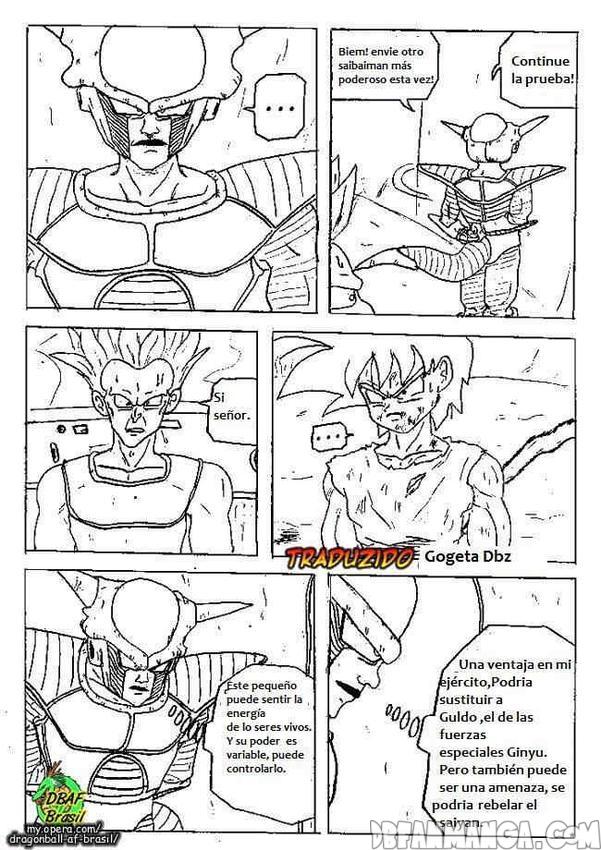 ...
Biem! envie otro
saibaiman más
poderoso esta vez!
Continue
la prueba!
Si
señor.
...
TRADUZIDO Gogeta Dbz
Este pequeño
puede sentir la
energía
de lo seres vivos.
Y su poder es
variable, puede
controlarlo.
Una ventaja en mi
ejército,Podria
sustituir a
Guldo ,el de las
fuerzas
especiales Ginyu.
Pero también puede
ser una amenaza, se
podria rebelar el
saiyan.
DBAF
Brasil
my.opera.com/
dragonball-af-brasil/
DBFANMANGA.COM